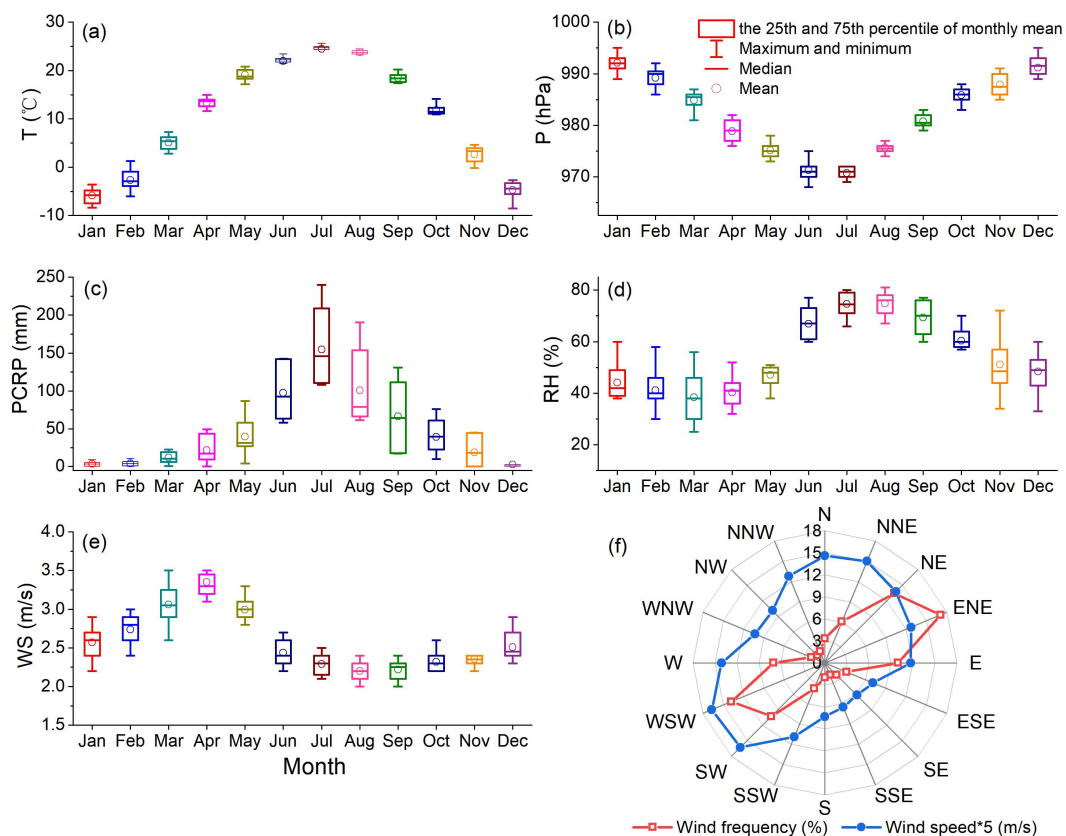 (a)
T (℃)
30
20
10
0
-10
Jan Feb Mar Apr May Jun Jul Aug Sep Oct Nov Dec
(b)
P (hPa)
1000
990
980
970
the 25th and 75th percentile of monthly mean
Maximum and minimum
Median
Mean
Jan Feb Mar Apr May Jun Jul Aug Sep Oct Nov Dec
(c)
PCRP (mm)
250
200
150
100
50
0
Jan Feb Mar Apr May Jun Jul Aug Sep Oct Nov Dec
(d)
RH (%)
80
60
40
20
Jan Feb Mar Apr May Jun Jul Aug Sep Oct Nov Dec
(e)
WS (m/s)
4.0
3.5
3.0
2.5
2.0
1.5
Jan Feb Mar Apr May Jun Jul Aug Sep Oct Nov Dec
Month
(f)
N
NNE
NE
ENE
E
ESE
SE
SSE
S
SSW
SW
WSW
W
WNW
NW
NNW
18
15
12
9
6
3
0
Wind frequency (%)
Wind speed*5 (m/s)